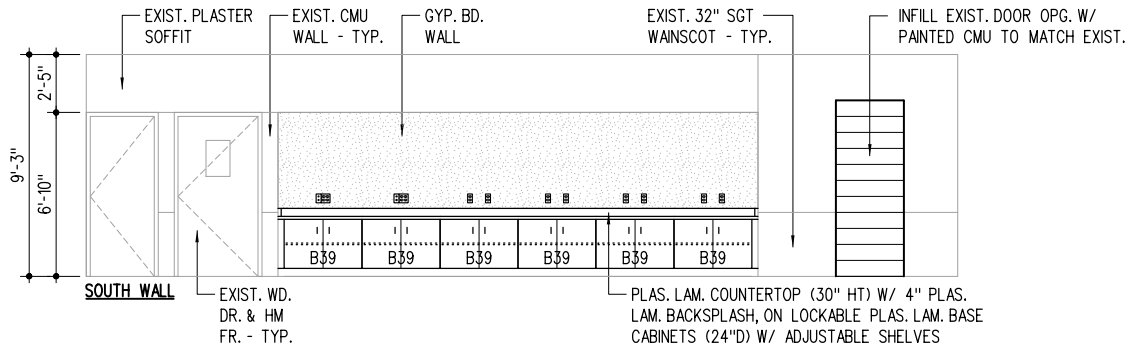 EXIST. PLASTER
SOFFIT
EXIST. CMU
WALL - TYP.
GYP. BD.
WALL
EXIST. 32" SGT
WAINSCOT - TYP.
INFILL EXIST. DOOR OPG. W/
PAINTED CMU TO MATCH EXIST.
2'-5"
9'-3"
6'-10"
B39 B39 B39 B39 B39 B39
SOUTH WALL
EXIST. WD.
DR. & HM
FR. - TYP.
PLAS. LAM. COUNTERTOP (30" HT) W/ 4" PLAS.
LAM. BACKSPLASH, ON LOCKABLE PLAS. LAM. BASE
CABINETS (24"D) W/ ADJUSTABLE SHELVES